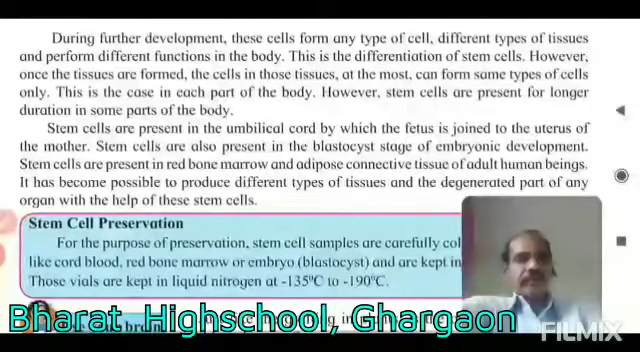 During further development, these cells form any type of cell, different types of tissues
and perform different functions in the body. This is the differentiation of stem cells. However,
once the tissues are formed, the cells in those tissues, at the most, can form same types of cells
only. This is the case in each part of the body. However, stem cells are present for longer
duration in some parts of the body.
Stem cells are present in the umbilical cord by which the fetus is joined to the uterus of
the mother. Stem cells are also present in the blastocyst stage of embryonic development.
Stem cells are present in red bone marrow and adipose connective tissue of adult human beings.
It has become possible to produce different types of tissues and the degenerated part of any
organ with the help of these stem cells.
Stem Cell Preservation
For the purpose of preservation, stem cell samples are carefully col
like cord blood, red bone marrow or embryo (blastocyst) and are kept in
Those vials are kept in liquid nitrogen at -135ºC to -190ºC.
Bharat Highschool, Ghargaon
FILMIX